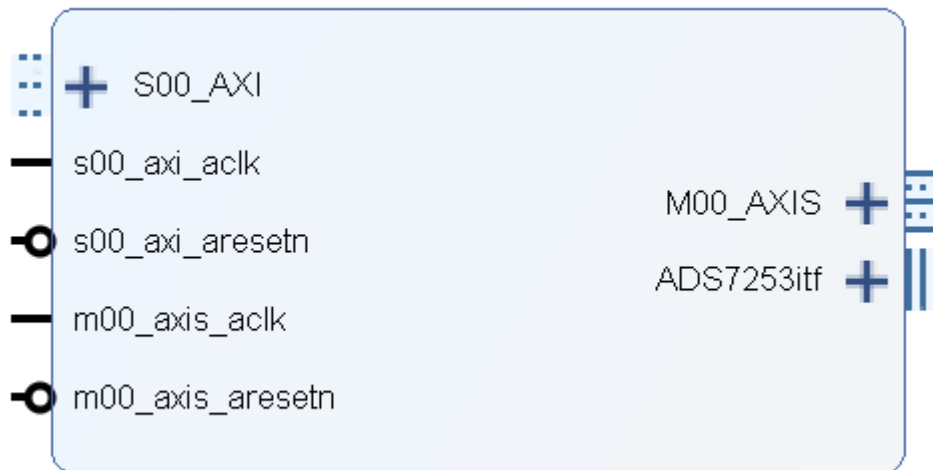 S00_AXI
s00_axi_aclk
s00_axi_aresetn
m00_axis_aclk
m00_axis_aresetn
M00_AXIS
ADS7253itf